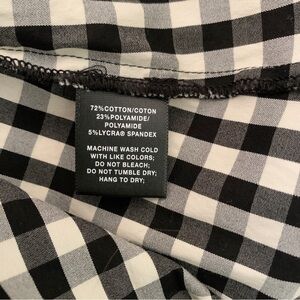 72%COTTON/COTON
23%POLYAMIDE/
POLYAMIDE
5%LYCRA® SPANDEX
MACHINE WASH COLD
WITH LIKE COLORS;
DO NOT BLEACH;
DO NOT TUMBLE DRY;
HANG TO DRY;